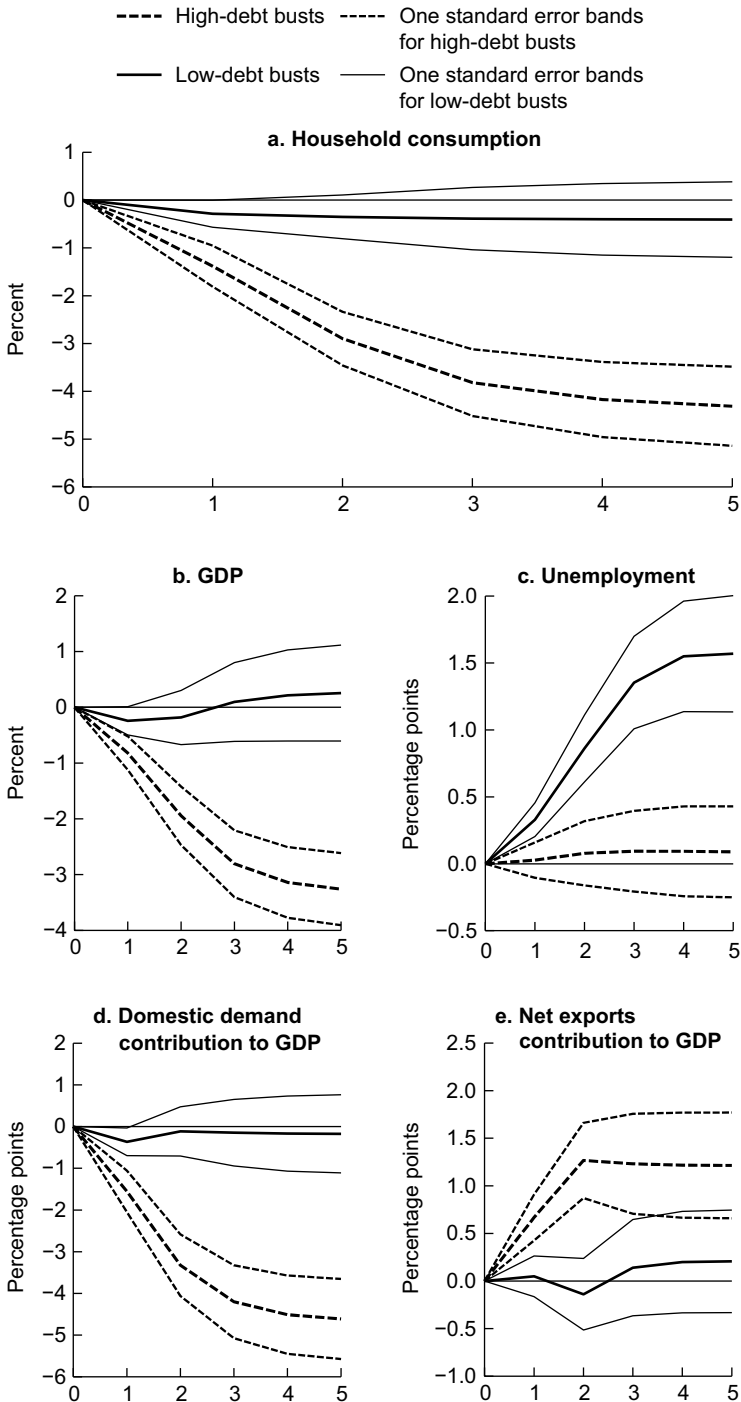 High-debt busts
One standard error bands
for high-debt busts
Low-debt busts
One standard error bands
for low-debt busts
a. Household consumption
Percent
1
0
−1
−2
−3
−4
−5
−6
0 1 2 3 4 5
b. GDP
Percent
2
1
0
−1
−2
−3
−4
0 1 2 3 4 5
c. Unemployment
Percentage points
2.0
1.5
1.0
0.5
0.0
−0.5
0 1 2 3 4 5
d. Domestic demand
contribution to GDP
Percentage points
2
1
0
−1
−2
−3
−4
−5
−6
0 1 2 3 4 5
e. Net exports
contribution to GDP
Percentage points
2.5
2.0
1.5
1.0
0.5
0.0
−0.5
−1.0
0 1 2 3 4 5